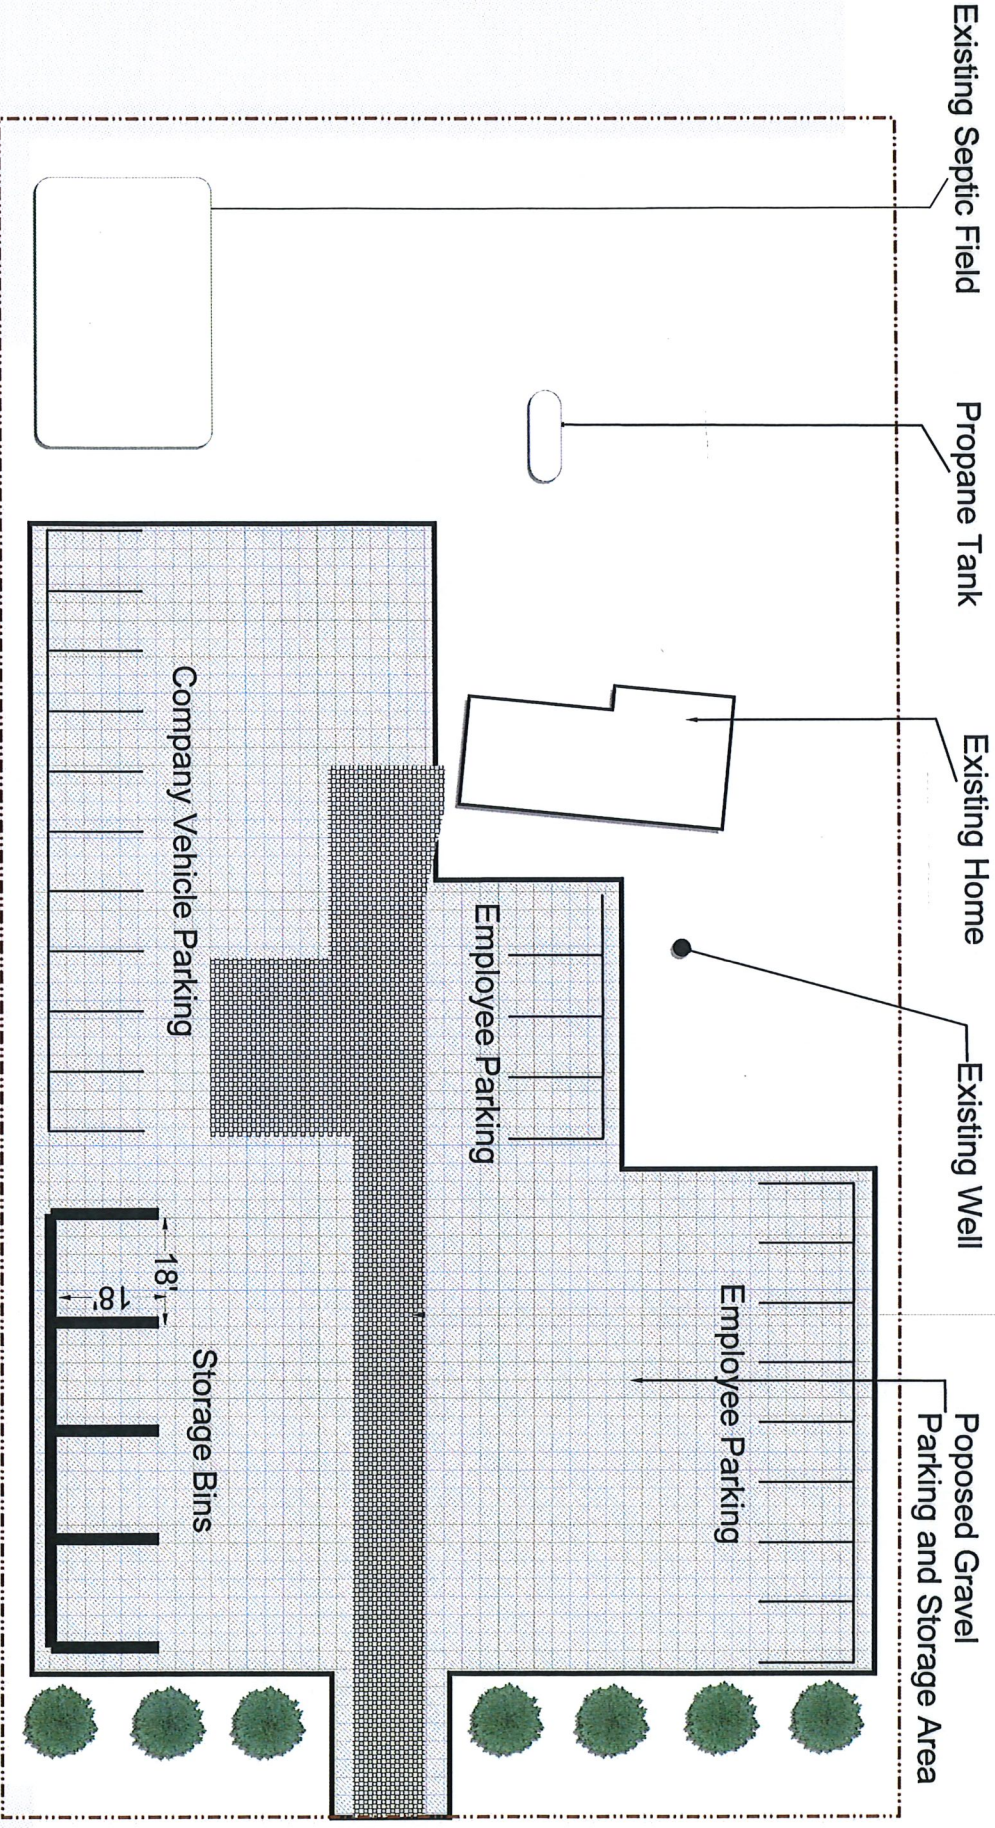 Existing Septic Field
Propane Tank
Existing Home
Existing Well
Poposed Gravel
Parking and Storage Area
Employee Parking
Employee Parking
Company Vehicle Parking
18'
18'
Storage Bins